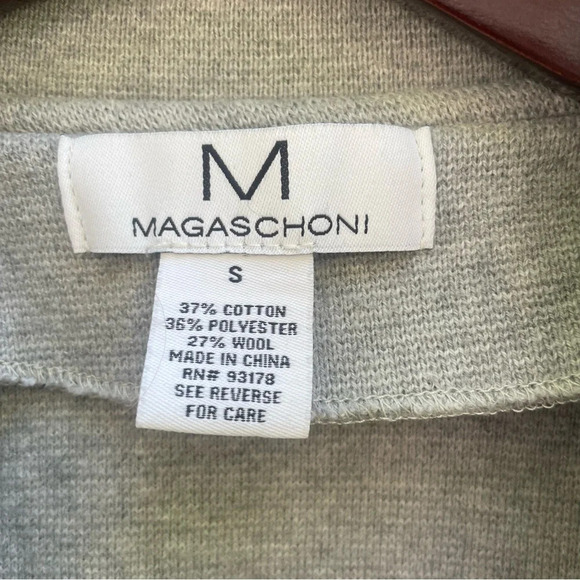 M
MAGASCHONI
S
37% COTTON
36% POLYESTER
27% WOOL
MADE IN CHINA
RN# 93178
SEE REVERSE
FOR CARE